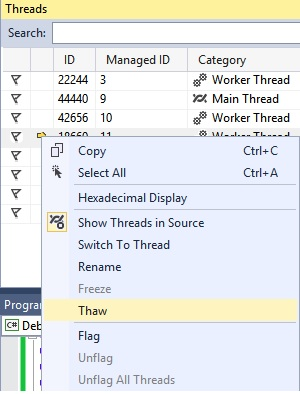 Threads
Search:
ID Managed ID Category
22244 3 Worker Thread
44440 9 Main Thread
42656 10 Worker Thread
18660 11 Worker Thread
Copy Ctrl+C
Select All Ctrl+A
Hexadecimal Display
Show Threads in Source
Switch To Thread
Rename
Freeze
Thaw
Flag
Unflag
Unflag All Threads
Progra
C# Deb